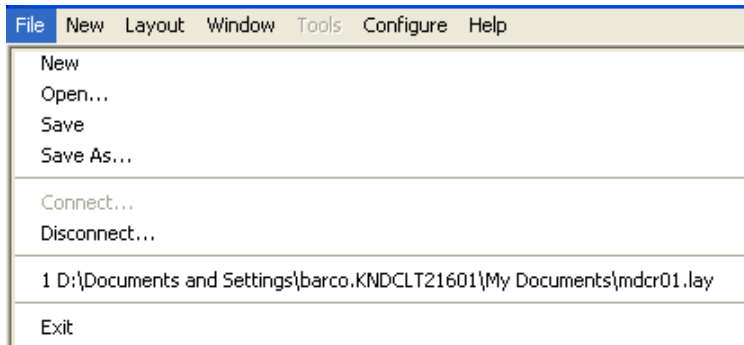 File New Layout Window Tools Configure Help
New
Open...
Save
Save As...
Connect...
Disconnect...
1 D:\Documents and Settings\barco.KNDCLT21601\My Documents\mdcr01.lay
Exit